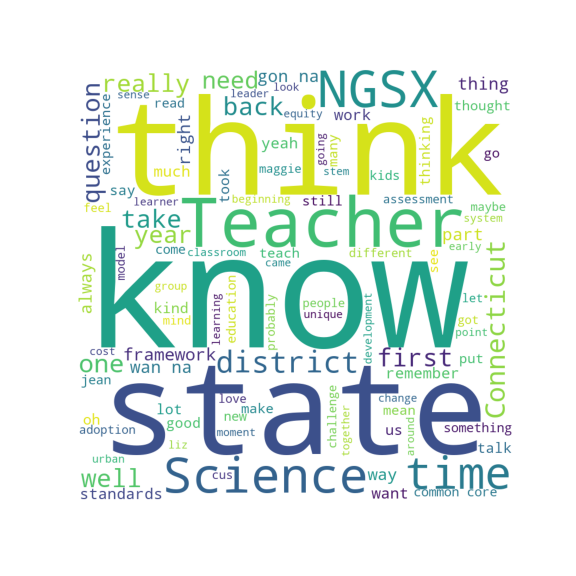 really need gon na NGSX thing
sense read back work thought
leader look equity
think
question experience say right yeah many thinking go
much took maggie going stem kids
feel learner beginning still assessment maybe
take Teacher part system
always year come classroom teach different see early
know
model kind group mind learning education came probably people unique development got let point Connecticut
cost framework district first put
one wan na remember
jean state
oh lot love make challenge together mean change us something
adoption good new around talk
liz moment
urban cus
well Science way time
standards want common core